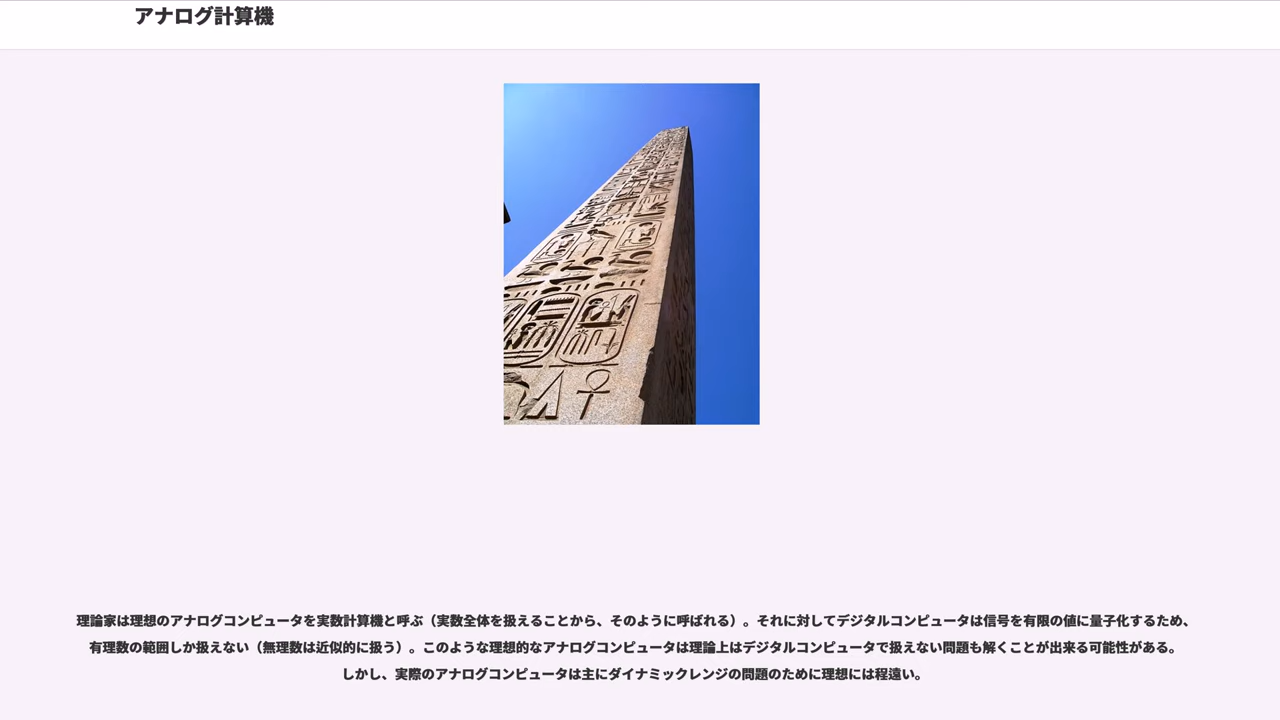 アナログ計算機
理論家は理想のアナログコンピュータを実数計算機と呼ぶ（実数全体を扱えることから、そのように呼ばれる）。それに対してデジタルコンピュータは信号を有限の値に量子化するため、
有理数の範囲しか扱えない（無理数は近似的に扱う）。このような理想的なアナログコンピュータは理論上はデジタルコンピュータで扱えない問題も解くことが出来る可能性がある。
しかし、実際のアナログコンピュータは主にダイナミックレンジの問題のために理想には程遠い。